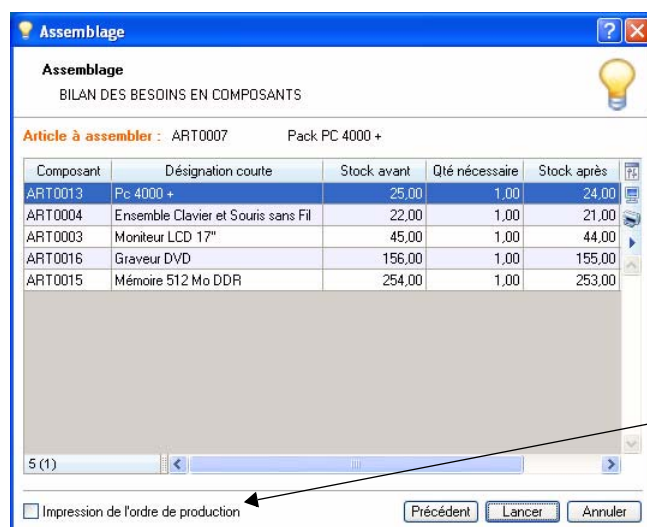 Assemblage
Assemblage
BILAN DES BESOINS EN COMPOSANTS
Article à assembler : ART0007 Pack PC 4000 +
Composant Désignation courte Stock avant Qté nécessaire Stock après
ART0013 Pc 4000 + 25,00 1,00 24,00
ART0004 Ensemble Clavier et Souris sans Fil 22,00 1,00 21,00
ART0003 Moniteur LCD 17" 45,00 1,00 44,00
ART0016 Graveur DVD 156,00 1,00 155,00
ART0015 Mémoire 512 Mo DDR 254,00 1,00 253,00
5 (1)
Impression de l'ordre de production Précédent Lancer Annuler